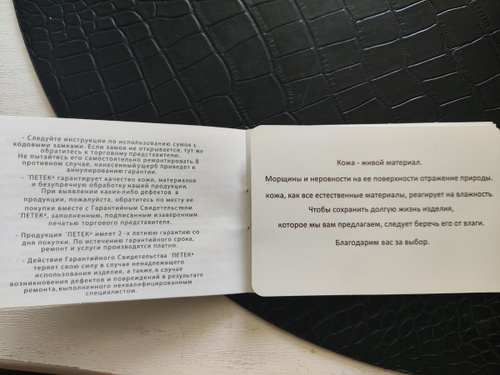 - Следуйте инструкции по использованию сумок с
кодовыми замками. Если замок не открывается, тут же
обратитесь к торговому представителю.
Не пытайтесь его самостоятельно ремонтировать. В
противном случае, нанесенный ущерб приведет к
аннулированию гарантии.
- "ПЕТЕК® гарантирует качество кожи, материалов
и безупречную обработку нашей продукции.
При выявлении каких-либо дефектов в
продукции, пожалуйста, обратитесь по месту ее
покупки вместе с Гарантийным Свидетельством
"ПЕТЕК®, заполненным, подписанным и заверенным
печатью торгового представителя.
- Продукция "ПЕТЕК® имеет 2-х летнюю гарантию со
дня покупки. По истечению гарантийного срока,
ремонт и услуги производятся платно.
- Действие Гарантийного Свидетельства "ПЕТЕК®
теряет свою силу в случае ненадлежащего
использования изделия, а также, в случае
возникновения дефектов и повреждений в результате
ремонта, выполненного неквалифицированным
специалистом.
Кожа - живой материал.
Морщины и неровности на ее поверхности отражение природы.
кожа, как все естественные материалы, реагирует на влажность.
Чтобы сохранить долгую жизнь изделия,
которое мы вам предлагаем, следует беречь его от влаги.
Благодарим вас за выбор.